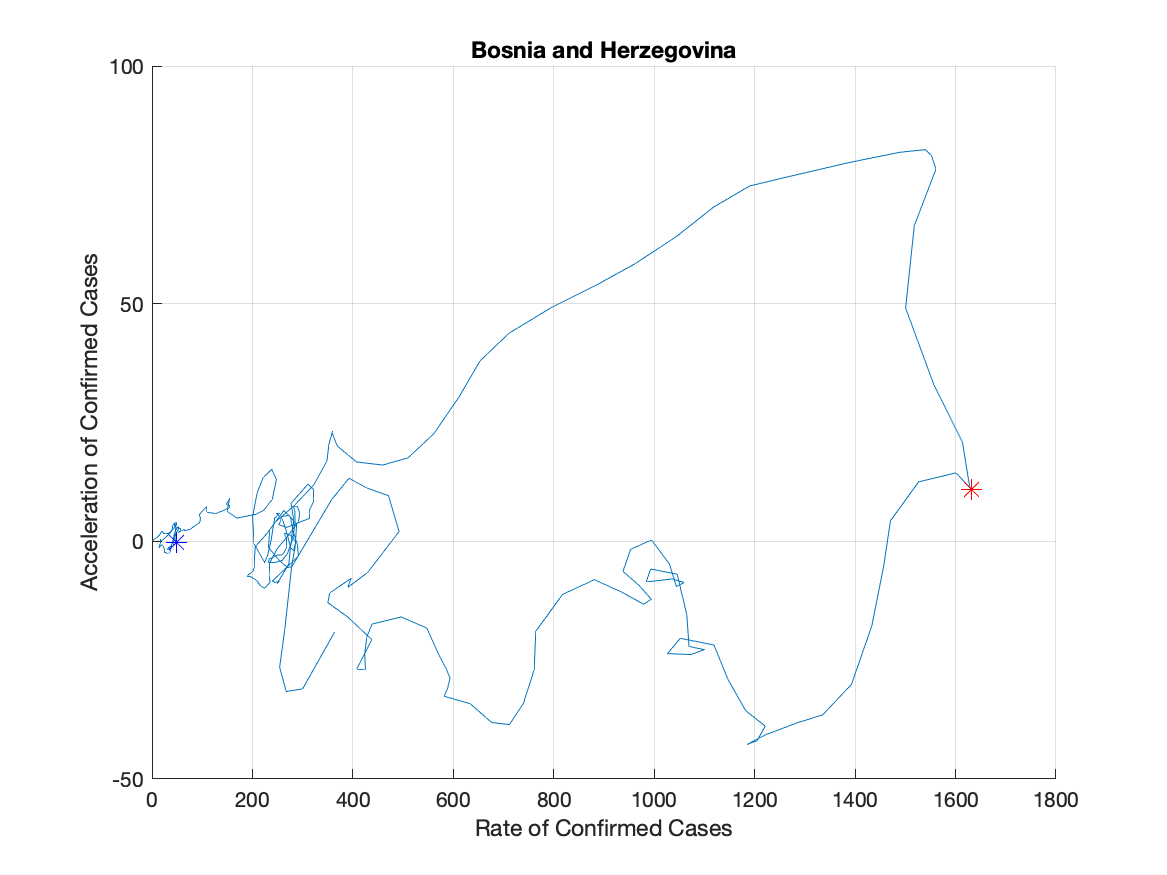 Bosnia and Herzegovina
100
50
0
-50
Acceleration of Confirmed Cases
0 200 400 600 800 1000 1200 1400 1600 1800
Rate of Confirmed Cases